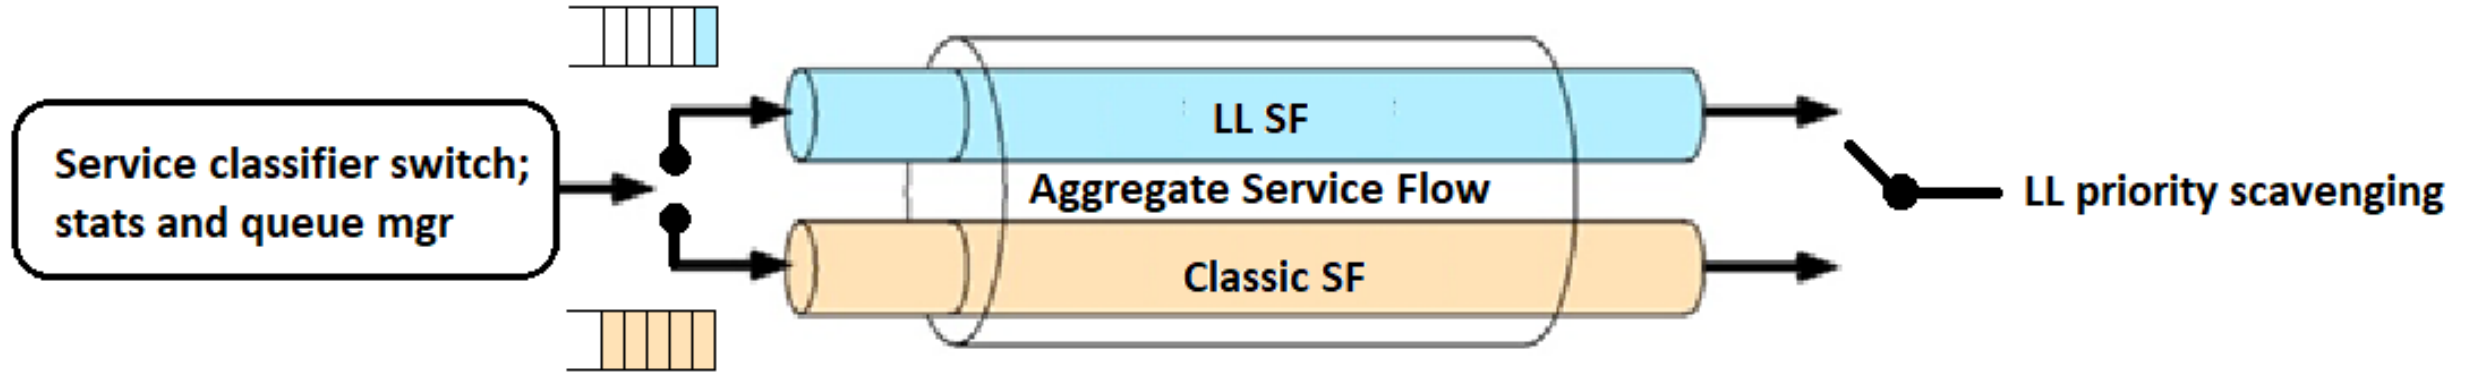 Service classifier switch;
stats and queue mgr
LL SF
Aggregate Service Flow
Classic SF
LL priority scavenging